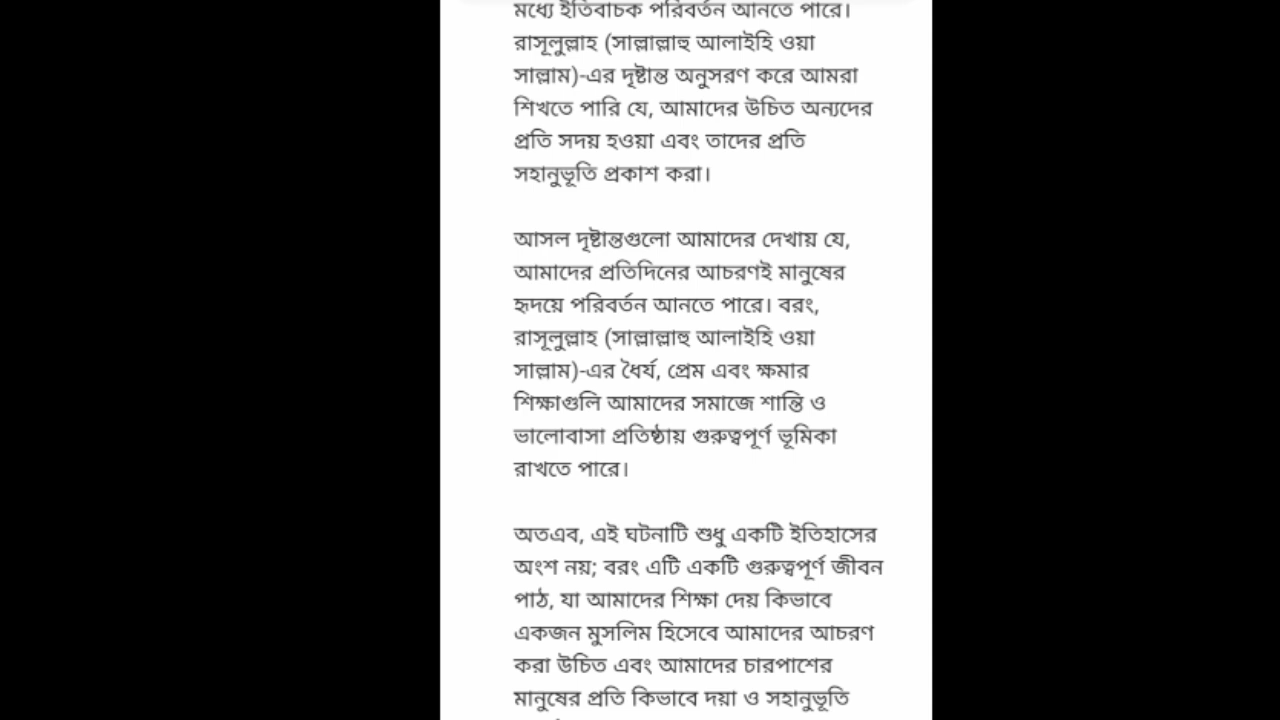 মধ্যে ইতিবাচক পরিবর্তন আনতে পারে।
রাসূলুল্লাহ (সাল্লাল্লাহু আলাইহি ওয়া
সাল্লাম)-এর দৃষ্টান্ত অনুসরণ করে আমরা
শিখতে পারি যে, আমাদের উচিত অন্যদের
প্রতি সদয় হওয়া এবং তাদের প্রতি
সহানুভূতি প্রকাশ করা।
আসল দৃষ্টান্তগুলো আমাদের দেখায় যে,
আমাদের প্রতিদিনের আচরণই মানুষের
হৃদয়ে পরিবর্তন আনতে পারে। বরং,
রাসূলুল্লাহ (সাল্লাল্লাহু আলাইহি ওয়া
সাল্লাম)-এর ধৈর্য, প্রেম এবং ক্ষমার
শিক্ষাগুলি আমাদের সমাজে শান্তি ও
ভালোবাসা প্রতিষ্ঠায় গুরুত্বপূর্ণ ভূমিকা
রাখতে পারে।
অতএব, এই ঘটনাটি শুধু একটি ইতিহাসের
অংশ নয়; বরং এটি একটি গুরুত্বপূর্ণ জীবন
পাঠ, যা আমাদের শিক্ষা দেয় কিভাবে
একজন মুসলিম হিসেবে আমাদের আচরণ
করা উচিত এবং আমাদের চারপাশের
মানুষের প্রতি কিভাবে দয়া ও সহানুভূতি